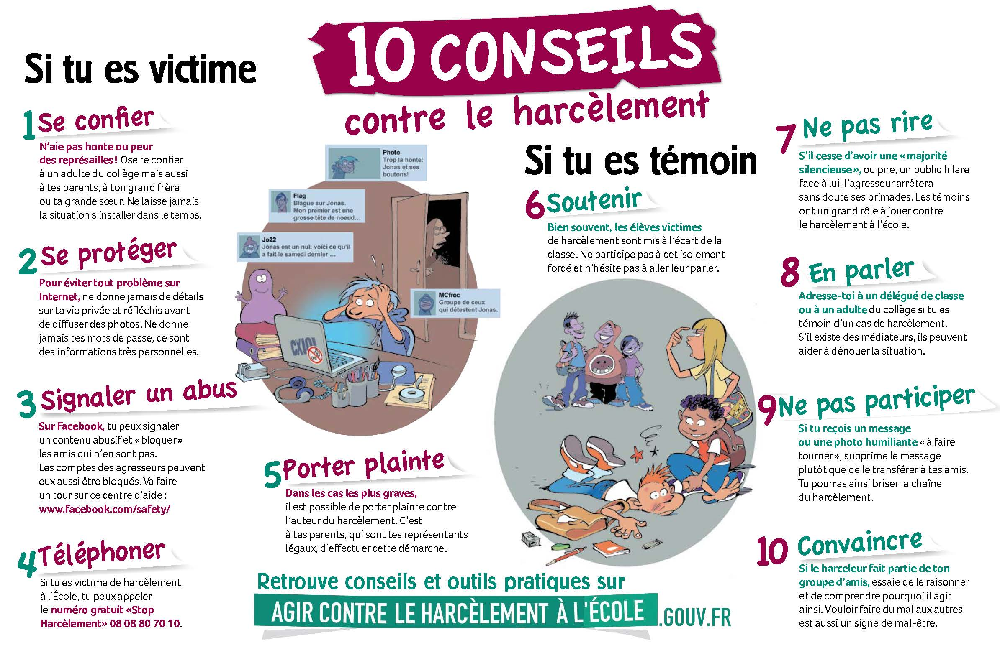 10 CONSEILS
contre le harcèlement
Si tu es victime
1 Se confier
N'aie pas honte ou peur
des représailles! Ose te confier
à un adulte du collège mais aussi
à tes parents, à ton grand frère
ou ta grande sœur. Ne laisse jamais
la situation s'installer dans le temps.
2 Se protéger
Pour éviter tout problème sur
Internet, ne donne jamais de détails
sur ta vie privée et réfléchis avant
de diffuser des photos. Ne donne
jamais tes mots de passe, ce sont
des informations très personnelles.
3 Signaler un abus
Sur Facebook, tu peux signaler
un contenu abusif et «bloquer»
les amis qui n'en sont pas.
Les comptes des agresseurs peuvent
eux aussi être bloqués. Va faire
un tour sur ce centre d'aide:
www.facebook.com/safety/
4 Téléphoner
Si tu es victime de harcèlement
à l'École, tu peux appeler
le numéro gratuit «Stop
Harcèlement» 08 08 80 70 10.
Photo
Trop la honte:
Jonas et ses
boutons!
Flag
Blague sur Jonas.
Mon premier est une
grosse tête de noeud...
Jo22
Jonas est un nul: voici ce qu'il
a fait le samedi dernier ...
MCfroc
Groupe de ceux
qui détestent Jonas.
5 Porter plainte
Dans les cas les plus graves,
il est possible de porter plainte contre
l'auteur du harcèlement. C'est
à tes parents, qui sont tes représentants
légaux, d'effectuer cette démarche.
Si tu es témoin
6 Soutenir
Bien souvent, les élèves victimes
de harcèlement sont mis à l'écart de la
classe. Ne participe pas à cet isolement
forcé et n'hésite pas à aller leur parler.
7 Ne pas rire
S'il cesse d'avoir une «majorité
silencieuse», ou pire, un public hilare
face à lui, l'agresseur arrêtera
sans doute ses brimades. Les témoins
ont un grand rôle à jouer contre
le harcèlement à l'école.
8 En parler
Adresse-toi à un délégué de classe
ou à un adulte du collège si tu es
témoin d'un cas de harcèlement.
S'il existe des médiateurs, ils peuvent
aider à dénouer la situation.
9 Ne pas participer
Si tu reçois un message
ou une photo humiliante «à faire
tourner», supprime le message
plutôt que de le transférer à tes amis.
Tu pourras ainsi briser la chaîne
du harcèlement.
10 Convaincre
Si le harceleur fait partie de ton
groupe d'amis, essaie de le raisonner
et de comprendre pourquoi il agit
ainsi. Vouloir faire du mal aux autres
est aussi un signe de mal-être.
Retrouve conseils et outils pratiques sur
AGIR CONTRE LE HARCÈLEMENT À L'ÉCOLE .GOUV.FR